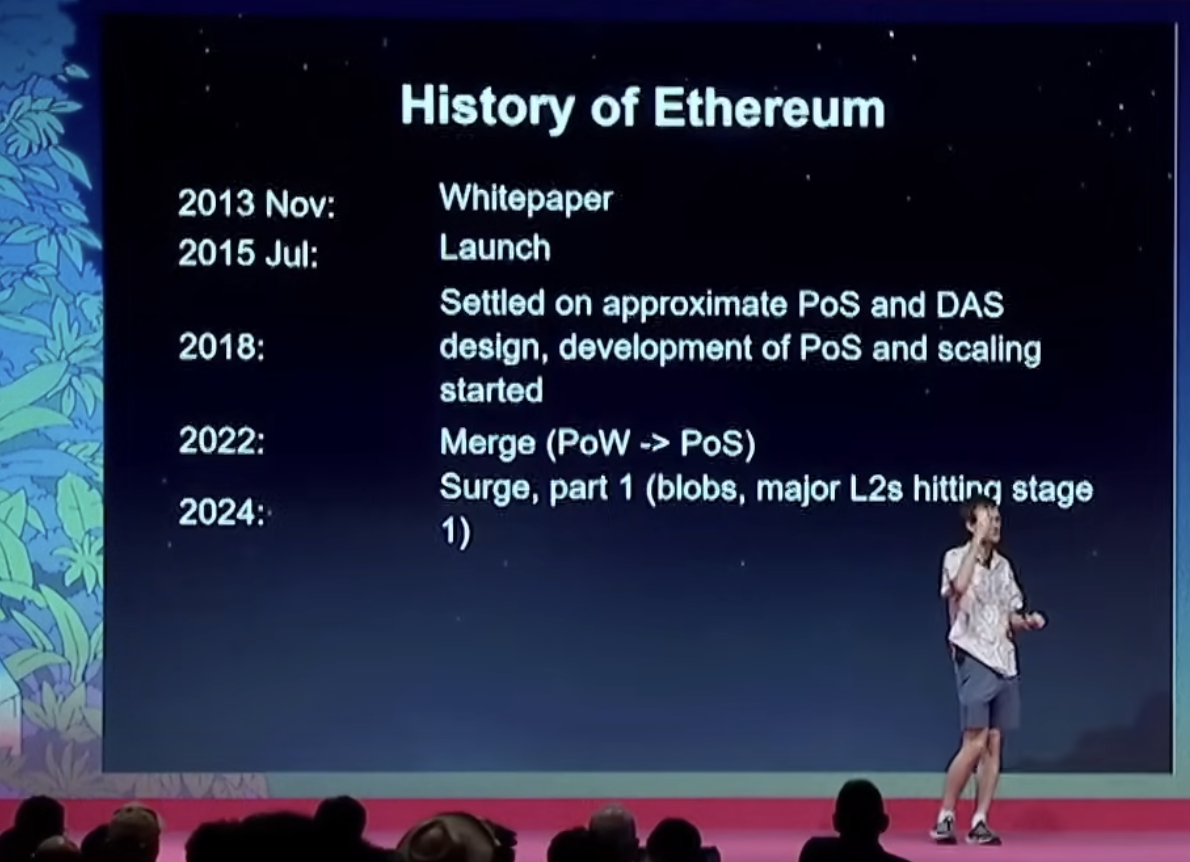 History of Ethereum
2013 Nov:
Whitepaper
2015 Jul:
Launch
2018:
Settled on approximate PoS and DAS
design, development of PoS and scaling
started
2022:
Merge (PoW -> PoS)
2024:
Surge, part 1 (blobs, major L2s hitting stage
1)